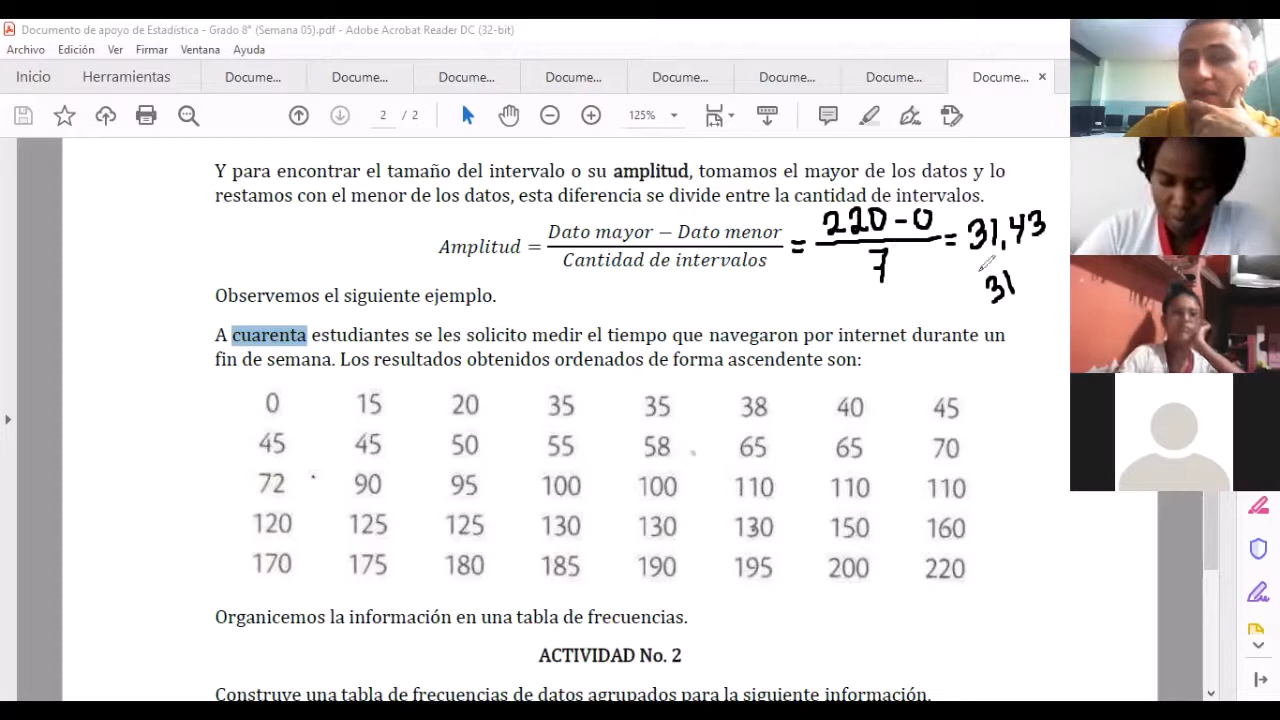 Documento de apoyo de Estadística - Grado 8° (Semana 05).pdf - Adobe Acrobat Reader DC (32-bit)
Archivo Edición Ver Firmar Ventana Ayuda
Inicio Herramientas Docume... Docume... Docume... Docume... Docume... Docume... Docume... Docume... ×
2 / 2 125%
Y para encontrar el tamaño del intervalo o su amplitud, tomamos el mayor de los datos y lo
restamos con el menor de los datos, esta diferencia se divide entre la cantidad de intervalos.
Amplitud = Dato mayor − Dato menor / Cantidad de intervalos = 220 - 0 / 7 = 31,43
31
Observemos el siguiente ejemplo.
A cuarenta estudiantes se les solicito medir el tiempo que navegaron por internet durante un
fin de semana. Los resultados obtenidos ordenados de forma ascendente son:
0 15 20 35 35 38 40 45
45 45 50 55 58 65 65 70
72 90 95 100 100 110 110 110
120 125 125 130 130 130 150 160
170 175 180 185 190 195 200 220
Organicemos la información en una tabla de frecuencias.
ACTIVIDAD No. 2
Construye una tabla de frecuencias de datos agrupados para la siguiente información.